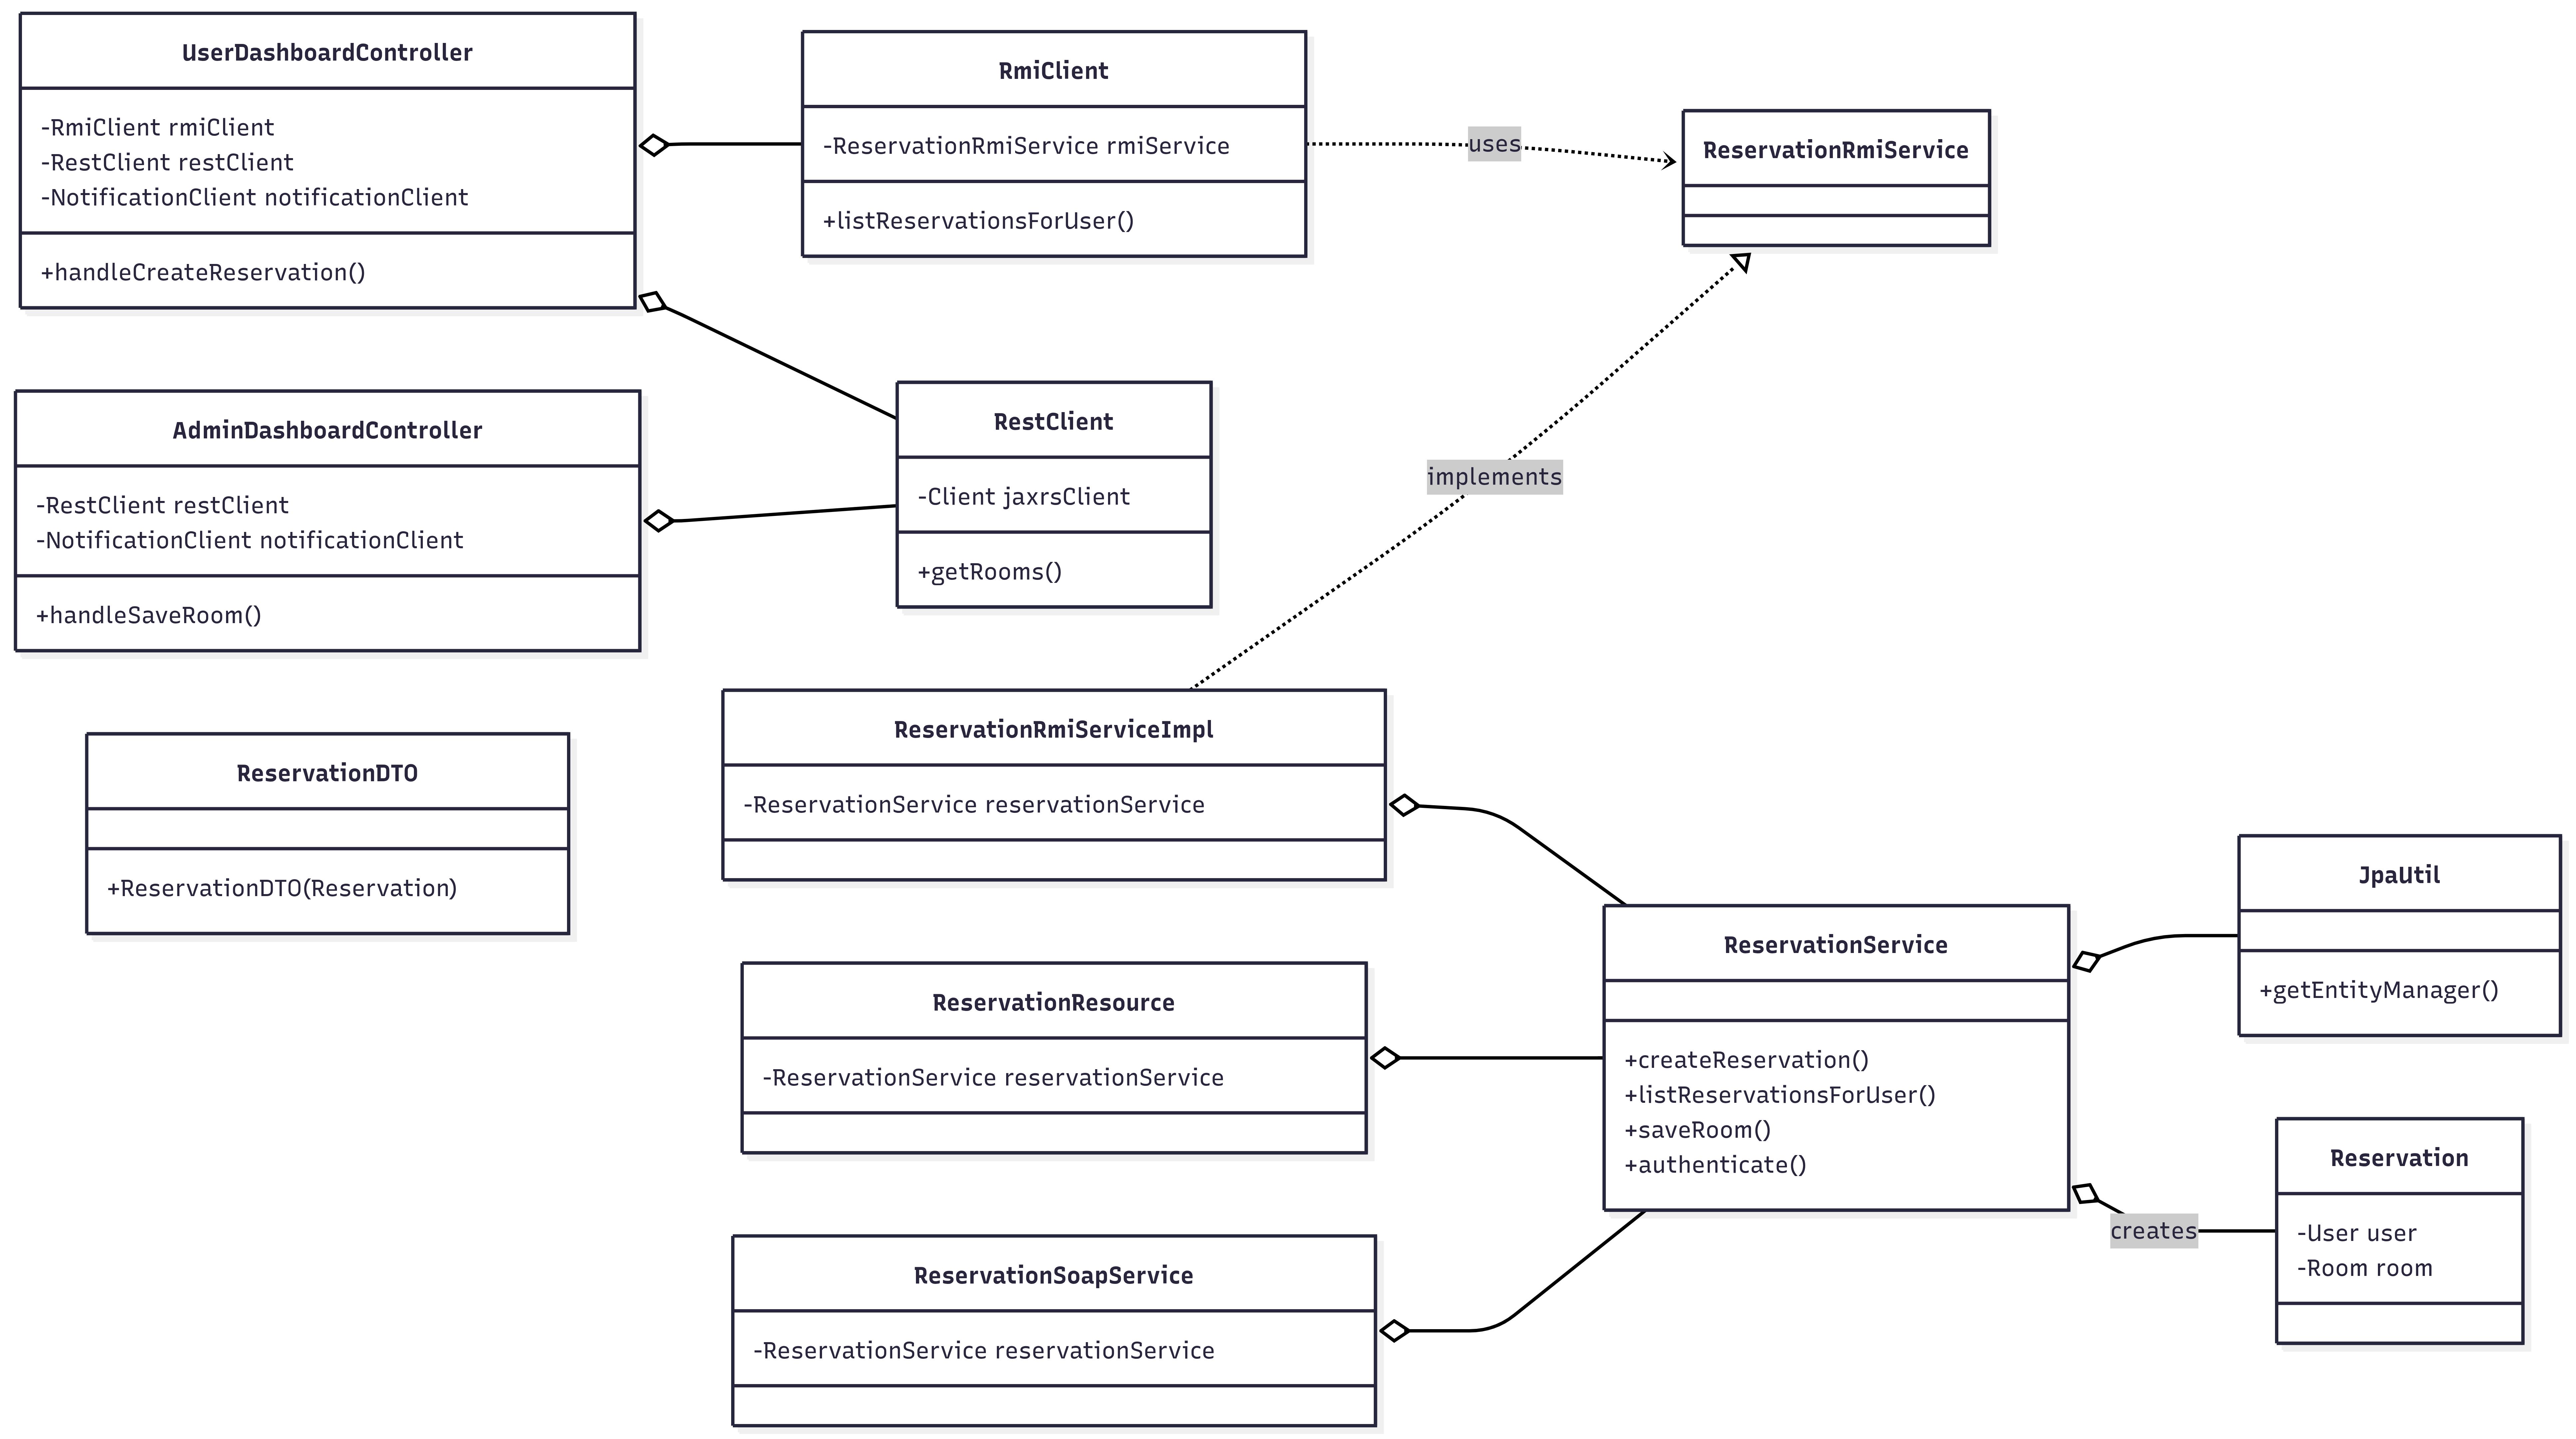 UserDashboardController
-RmiClient rmiClient
-RestClient restClient
-NotificationClient notificationClient
+handleCreateReservation()
RmiClient
-ReservationRmiService rmiService
+listReservationsForUser()
uses
ReservationRmiService
AdminDashboardController
-RestClient restClient
-NotificationClient notificationClient
+handleSaveRoom()
RestClient
-Client jaxrsClient
+getRooms()
implements
ReservationDTO
+ReservationDTO(Reservation)
ReservationRmiServiceImpl
-ReservationService reservationService
ReservationResource
-ReservationService reservationService
ReservationSoapService
-ReservationService reservationService
ReservationService
+createReservation()
+listReservationsForUser()
+saveRoom()
+authenticate()
JpaUtil
+getEntityManager()
creates
Reservation
-User user
-Room room